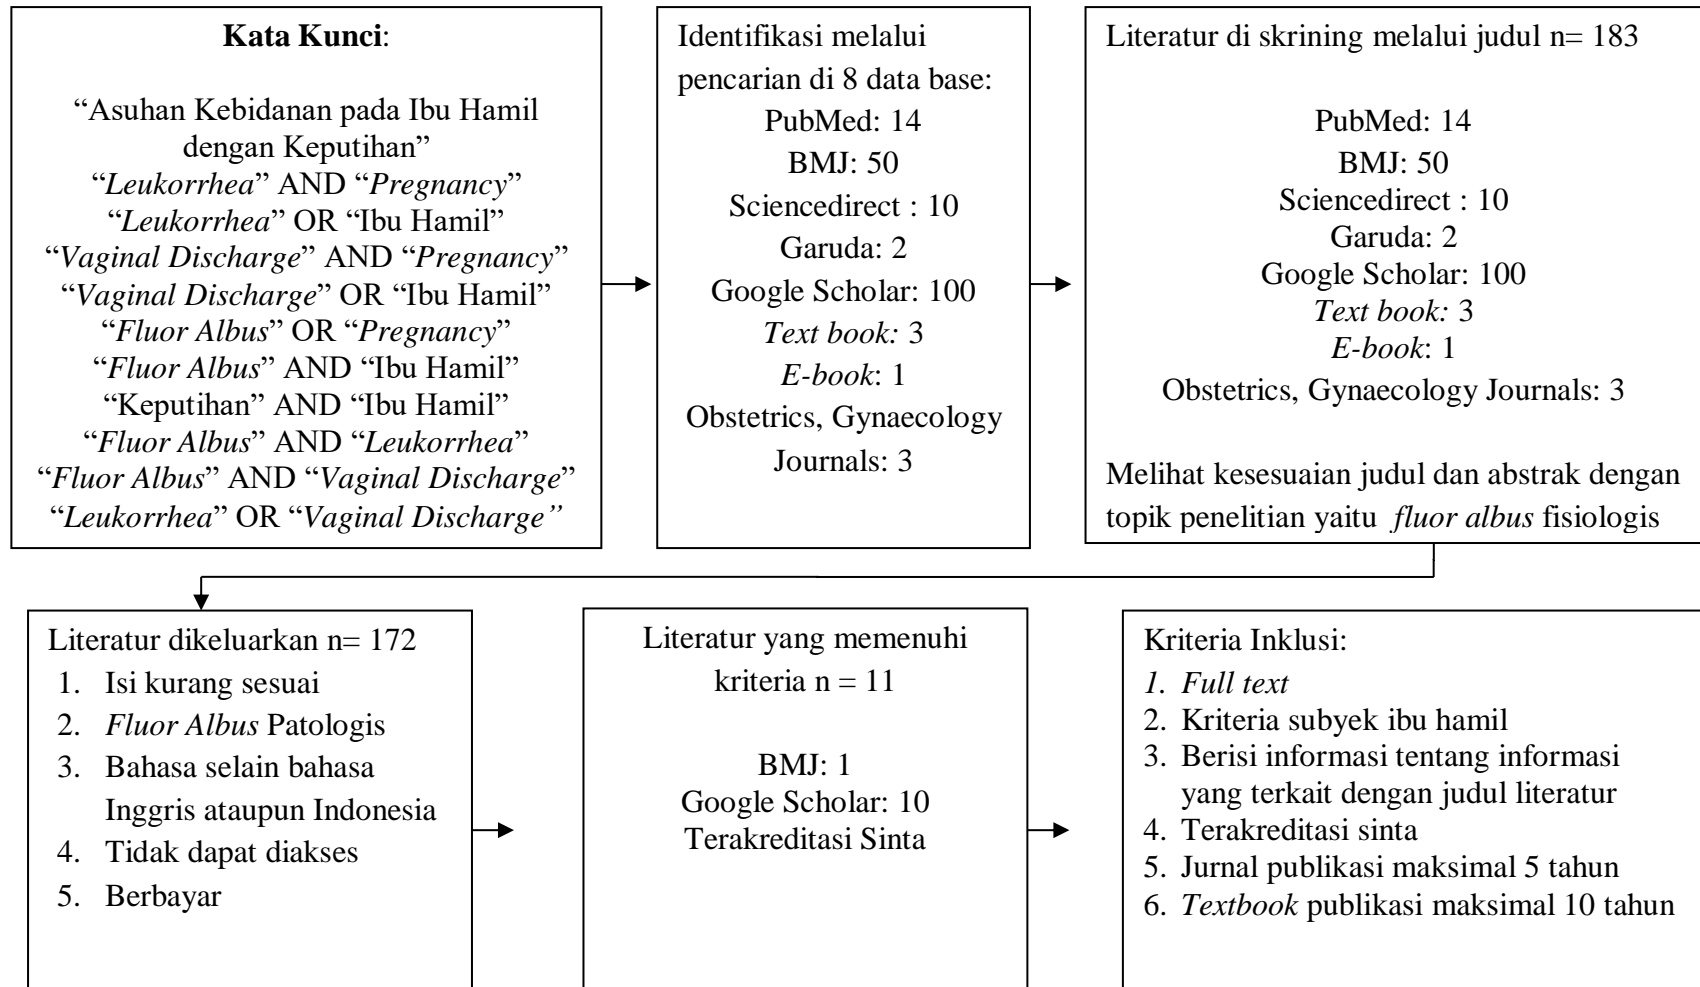 Kata Kunci:
“Asuhan Kebidanan pada Ibu Hamil
dengan Keputihan”
“Leukorrhea” AND “Pregnancy”
“Leukorrhea” OR “Ibu Hamil”
“Vaginal Discharge” AND “Pregnancy”
“Vaginal Discharge” OR “Ibu Hamil”
“Fluor Albus” OR “Pregnancy”
“Fluor Albus” AND “Ibu Hamil”
“Keputihan” AND “Ibu Hamil”
“Fluor Albus” AND “Leukorrhea”
“Fluor Albus” AND “Vaginal Discharge”
“Leukorrhea” OR “Vaginal Discharge”
Identifikasi melalui
pencarian di 8 data base:
PubMed: 14
BMJ: 50
Sciencedirect : 10
Garuda: 2
Google Scholar: 100
Text book: 3
E-book: 1
Obstetrics, Gynaecology
Journals: 3
Literatur di skrining melalui judul n= 183
PubMed: 14
BMJ: 50
Sciencedirect : 10
Garuda: 2
Google Scholar: 100
Text book: 3
E-book: 1
Obstetrics, Gynaecology Journals: 3
Melihat kesesuaian judul dan abstrak dengan
topik penelitian yaitu fluor albus fisiologis
Literatur dikeluarkan n= 172
1. Isi kurang sesuai
2. Fluor Albus Patologis
3. Bahasa selain bahasa
Inggris ataupun Indonesia
4. Tidak dapat diakses
5. Berbayar
Literatur yang memenuhi
kriteria n = 11
BMJ: 1
Google Scholar: 10
Terakreditasi Sinta
Kriteria Inklusi:
1. Full text
2. Kriteria subyek ibu hamil
3. Berisi informasi tentang informasi
yang terkait dengan judul literatur
4. Terakreditasi sinta
5. Jurnal publikasi maksimal 5 tahun
6. Textbook publikasi maksimal 10 tahun